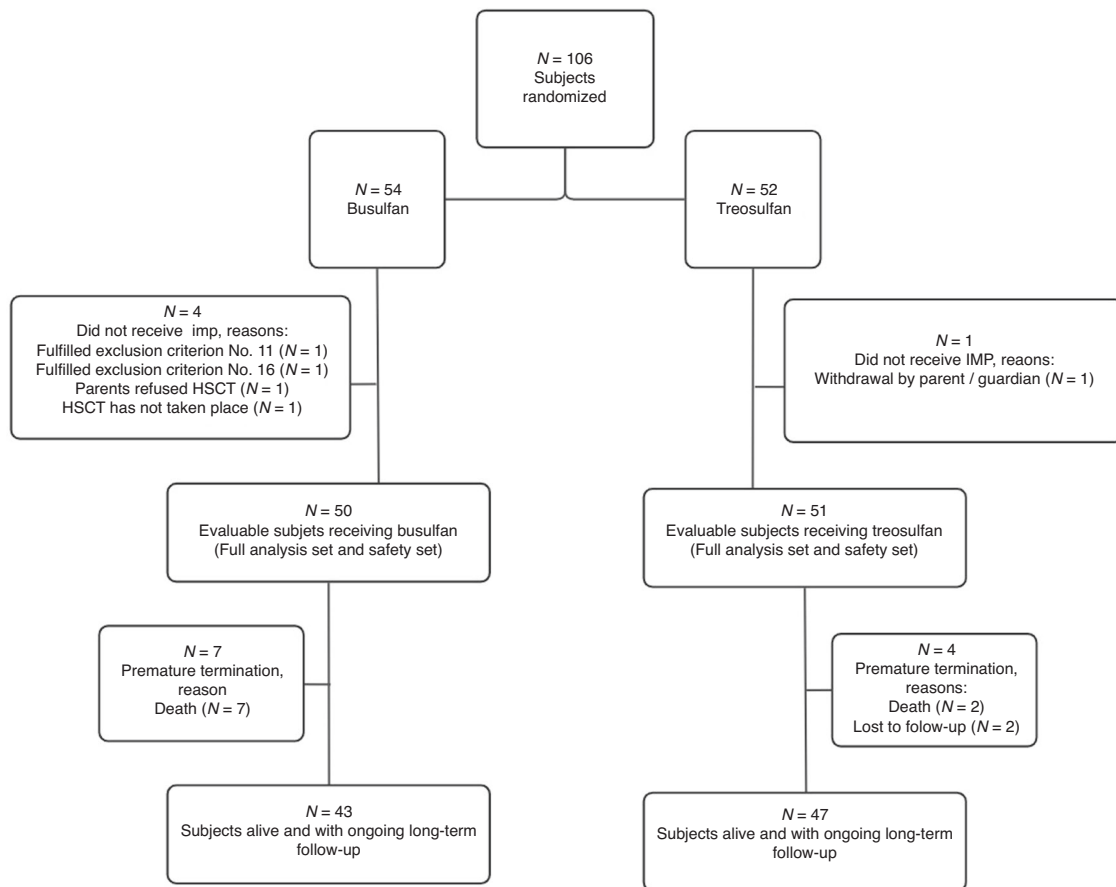 N = 106
Subjects
randomized
N = 54
Busulfan
N = 52
Treosulfan
N = 4
Did not receive imp, reasons:
Fulfilled exclusion criterion No. 11 (N = 1)
Fulfilled exclusion criterion No. 16 (N = 1)
Parents refused HSCT (N = 1)
HSCT has not taken place (N = 1)
N = 1
Did not receive IMP, reaons:
Withdrawal by parent / guardian (N = 1)
N = 50
Evaluable subjets receiving busulfan
(Full analysis set and safety set)
N = 51
Evaluable subjects receiving treosulfan
(Full analysis set and safety set)
N = 7
Premature termination,
reason
Death (N = 7)
N = 4
Premature termination,
reasons:
Death (N = 2)
Lost to folow-up (N = 2)
N = 43
Subjects alive and with ongoing long-term
follow-up
N = 47
Subjects alive and with ongoing long-term
follow-up